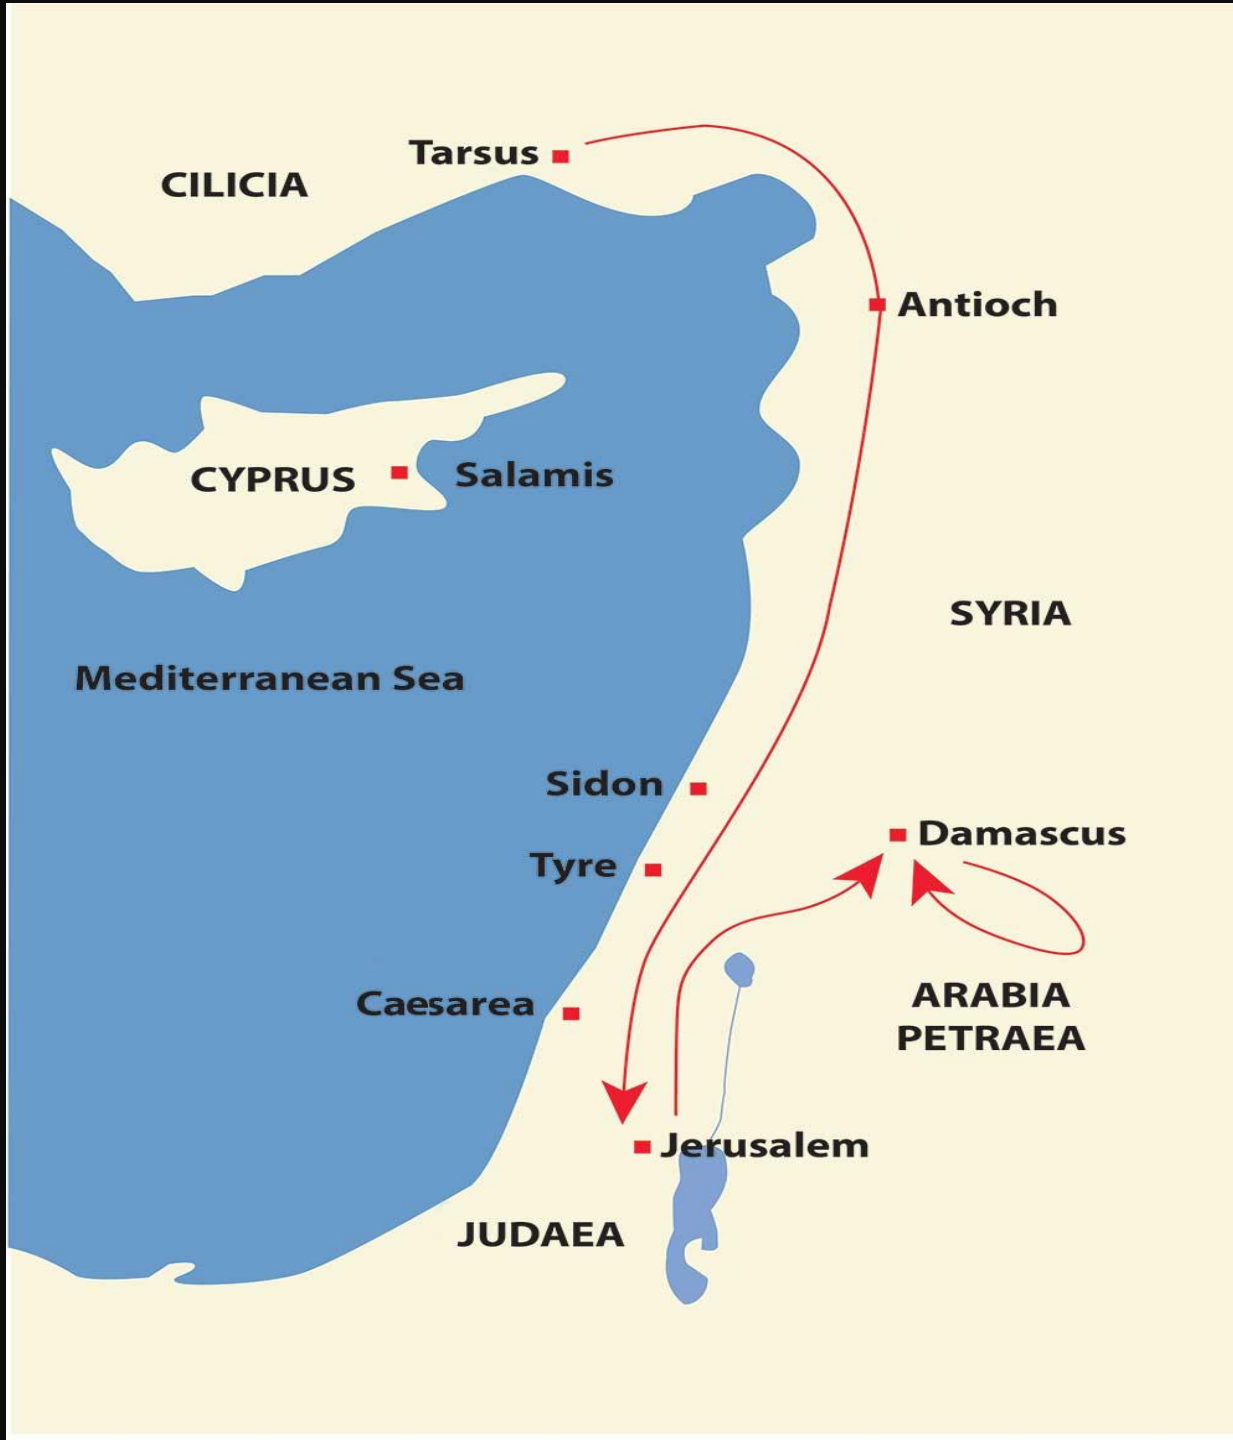 Tarsus
CILICIA
Antioch
CYPRUS
Salamis
SYRIA
Mediterranean Sea
Sidon
Damascus
Tyre
ARABIA
PETRAEA
Caesarea
Jerusalem
JUDAEA